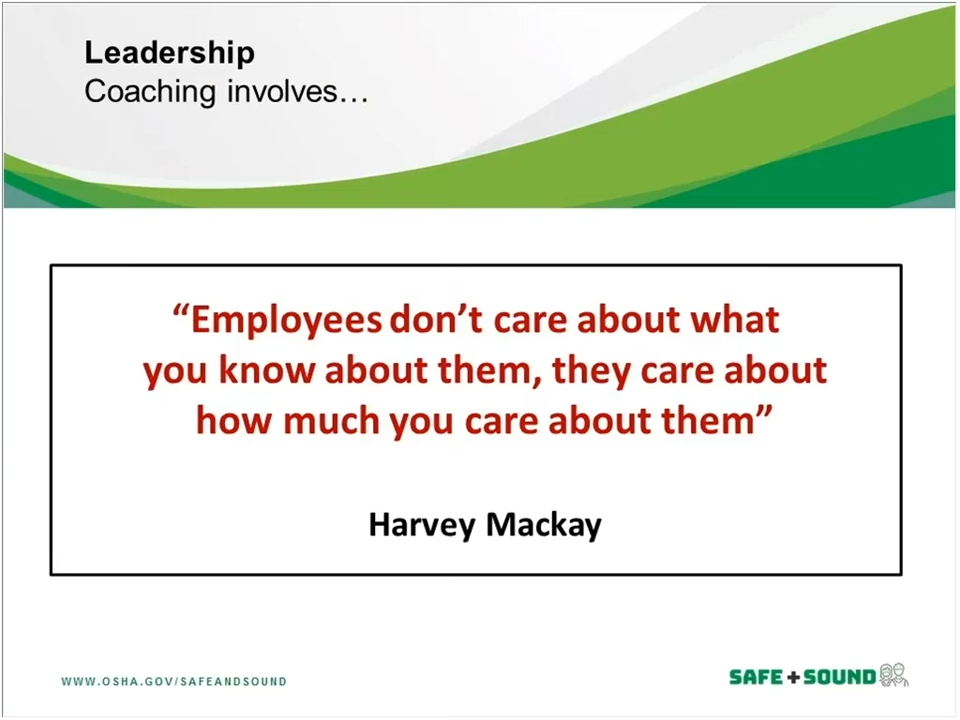 Leadership
Coaching involves…
“Employees don’t care about what
you know about them, they care about
how much you care about them”
Harvey Mackay
WWW.OSHA.GOV/SAFEANDSOUND
SAFE + SOUND